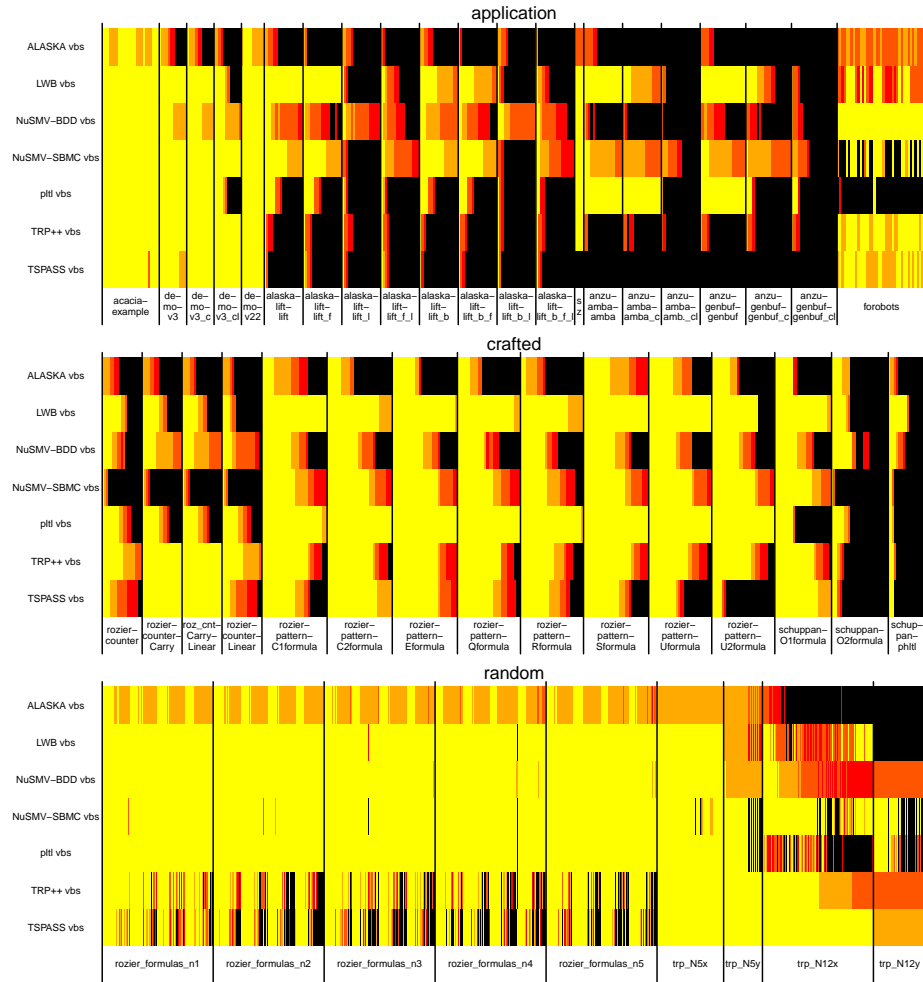 application
ALASKA vbs
LWB vbs
NuSMV−BDD vbs
NuSMV−SBMC vbs
pltl vbs
TRP++ vbs
TSPASS vbs
acacia−
example
de−
mo−
v3
de−
mo−
v3_c
de−
mo−
v3_cl
de−
mo−
v22
alaska−
lift−
lift
alaska−
lift−
lift_f
alaska−
lift−
lift_l
alaska−
lift−
lift_f_l
alaska−
lift−
lift_b
alaska−
lift−
lift_b_f
alaska−
lift−
lift_b_l
alaska−
lift−
lift_b_f_l
s
z
anzu−
amba−
amba
anzu−
amba−
amba_c
anzu−
amba−
amb._cl
anzu−
genbuf−
genbuf
anzu−
genbuf−
genbuf_c
anzu−
genbuf−
genbuf_cl
forobots
crafted
ALASKA vbs
LWB vbs
NuSMV−BDD vbs
NuSMV−SBMC vbs
pltl vbs
TRP++ vbs
TSPASS vbs
rozier−
counter
rozier−
counter−
Carry
roz_cnt−
Carry−
Linear
rozier−
counter−
Linear
rozier−
pattern−
C1formula
rozier−
pattern−
C2formula
rozier−
pattern−
Eformula
rozier−
pattern−
Qformula
rozier−
pattern−
Rformula
rozier−
pattern−
Sformula
rozier−
pattern−
Uformula
rozier−
pattern−
U2formula
schuppan−
O1formula
schuppan−
O2formula
schup−
pan−
phltl
random
ALASKA vbs
LWB vbs
NuSMV−BDD vbs
NuSMV−SBMC vbs
pltl vbs
TRP++ vbs
TSPASS vbs
rozier_formulas_n1
rozier_formulas_n2
rozier_formulas_n3
rozier_formulas_n4
rozier_formulas_n5
trp_N5x
trp_N5y
trp_N12x
trp_N12y